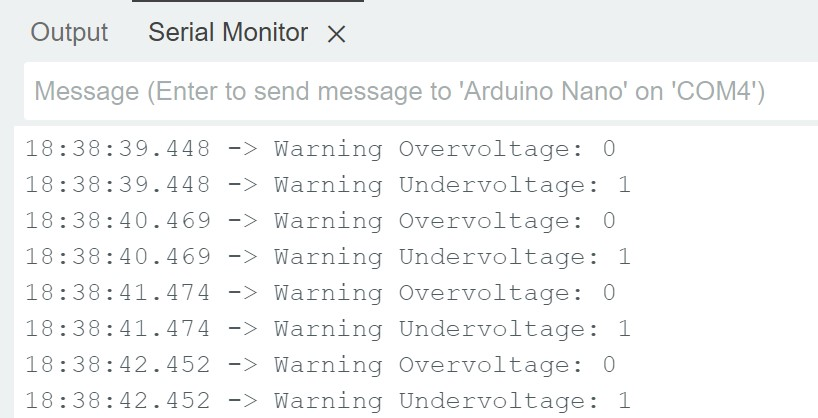 Output Serial Monitor ×
Message (Enter to send message to 'Arduino Nano' on 'COM4')
18:38:39.448 -> Warning Overvoltage: 0
18:38:39.448 -> Warning Undervoltage: 1
18:38:40.469 -> Warning Overvoltage: 0
18:38:40.469 -> Warning Undervoltage: 1
18:38:41.474 -> Warning Overvoltage: 0
18:38:41.474 -> Warning Undervoltage: 1
18:38:42.452 -> Warning Overvoltage: 0
18:38:42.452 -> Warning Undervoltage: 1